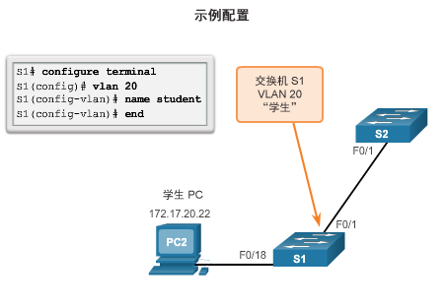 示例配置
S1# configure terminal
S1(config)# vlan 20
S1(config-vlan)# name student
S1(config-vlan)# end
交换机 S1
VLAN 20
“学生”
S2
F0/1
学生 PC
172.17.20.22
F0/1
PC2
F0/18
S1